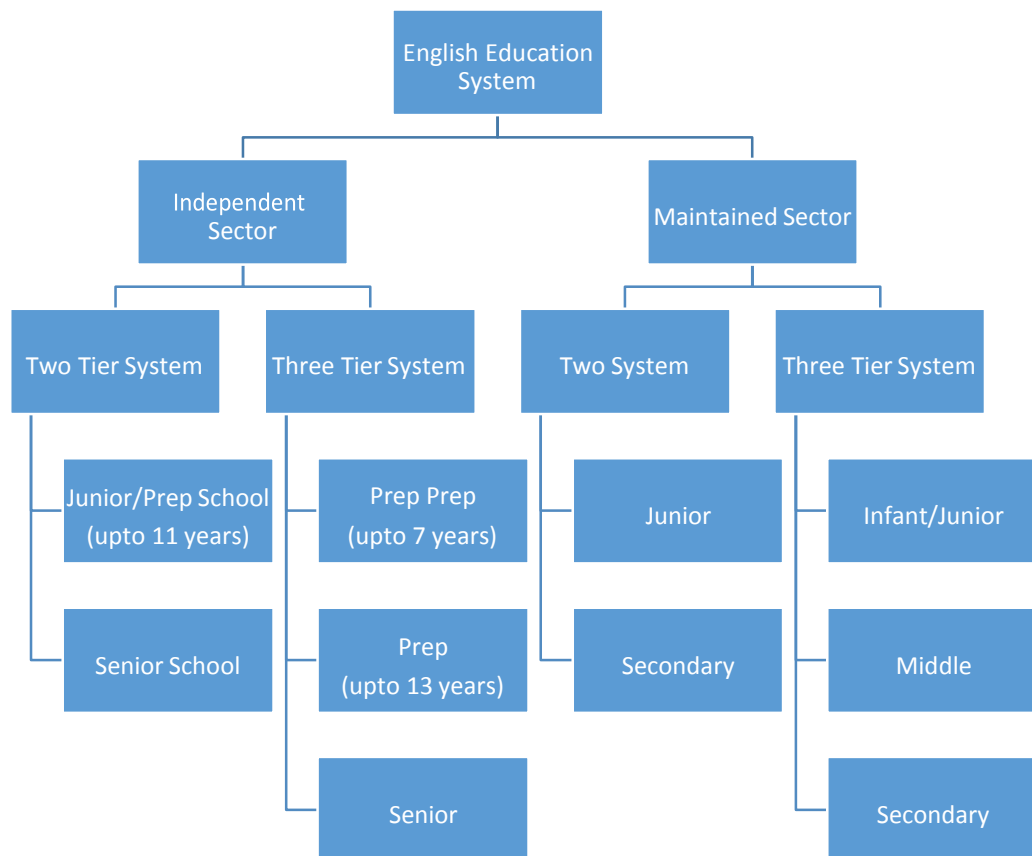 English Education
System
Independent
Sector
Maintained Sector
Two Tier System
Three Tier System
Two System
Three Tier System
Junior/Prep School
(upto 11 years)
Prep Prep
(upto 7 years)
Junior
Infant/Junior
Senior School
Prep
(upto 13 years)
Secondary
Middle
Senior
Secondary